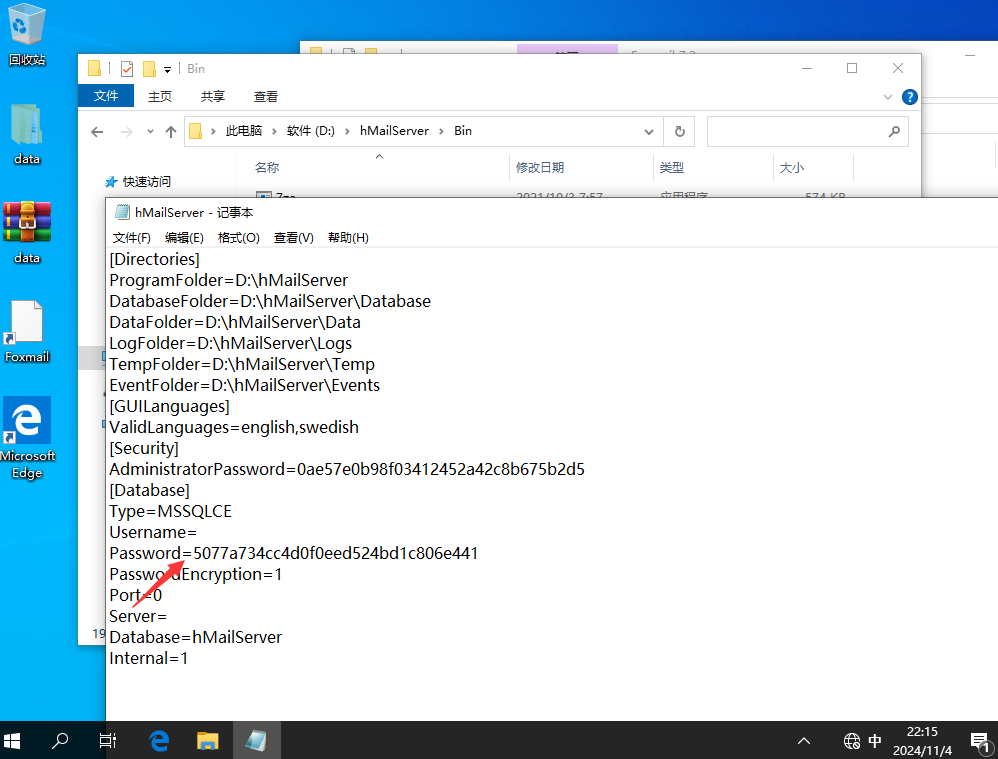 回收站
data
data
Foxmail
Microsoft
Edge
Bin
文件
主页
共享
查看
此电脑 › 软件 (D:) › hMailServer › Bin
名称
修改日期
类型
大小
快速访问
hMailServer - 记事本
文件(F) 编辑(E) 格式(O) 查看(V) 帮助(H)
[Directories]
ProgramFolder=D:\hMailServer
DatabaseFolder=D:\hMailServer\Database
DataFolder=D:\hMailServer\Data
LogFolder=D:\hMailServer\Logs
TempFolder=D:\hMailServer\Temp
EventFolder=D:\hMailServer\Events
[GUILanguages]
ValidLanguages=english,swedish
[Security]
AdministratorPassword=0ae57e0b98f03412452a42c8b675b2d5
[Database]
Type=MSSQLCE
Username=
Password=5077a734cc4d0f0eed524bd1c806e441
PasswordEncryption=1
Port=0
Server=
Database=hMailServer
Internal=1
19
中
22:15
2024/11/4
1